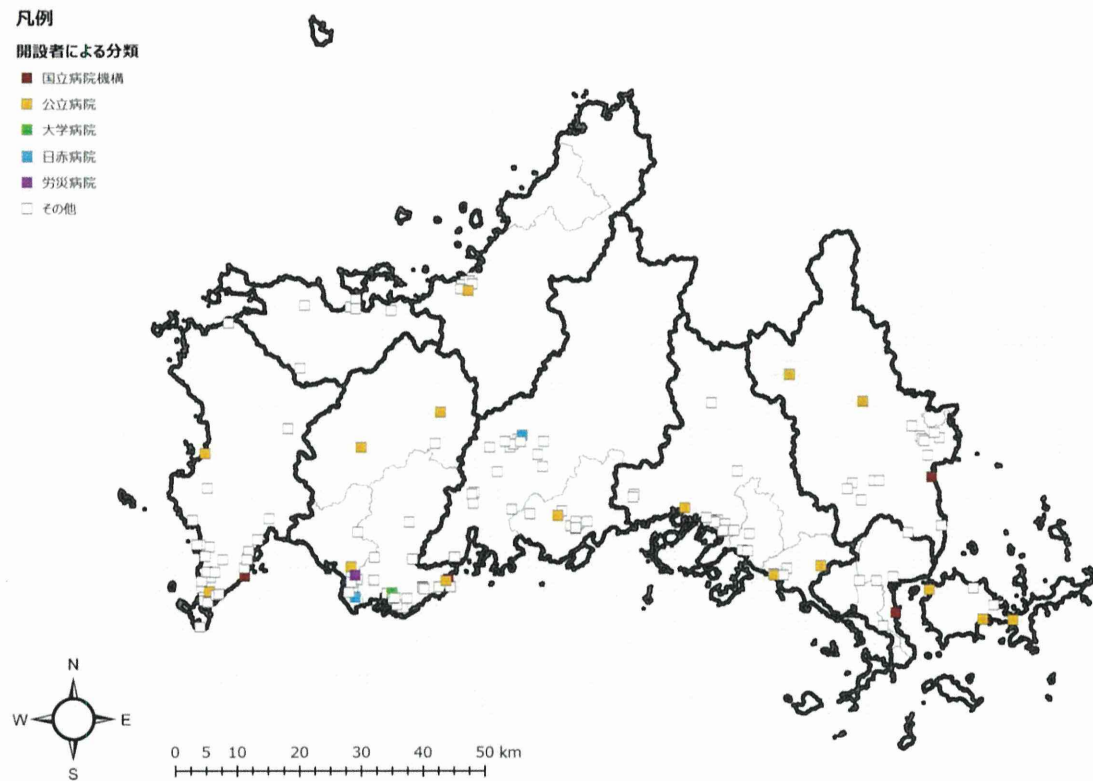 凡例
開設者による分類
国立病院機構
公立病院
大学病院
日赤病院
労災病院
その他
N
W E
S
0 5 10 20 30 40 50 km